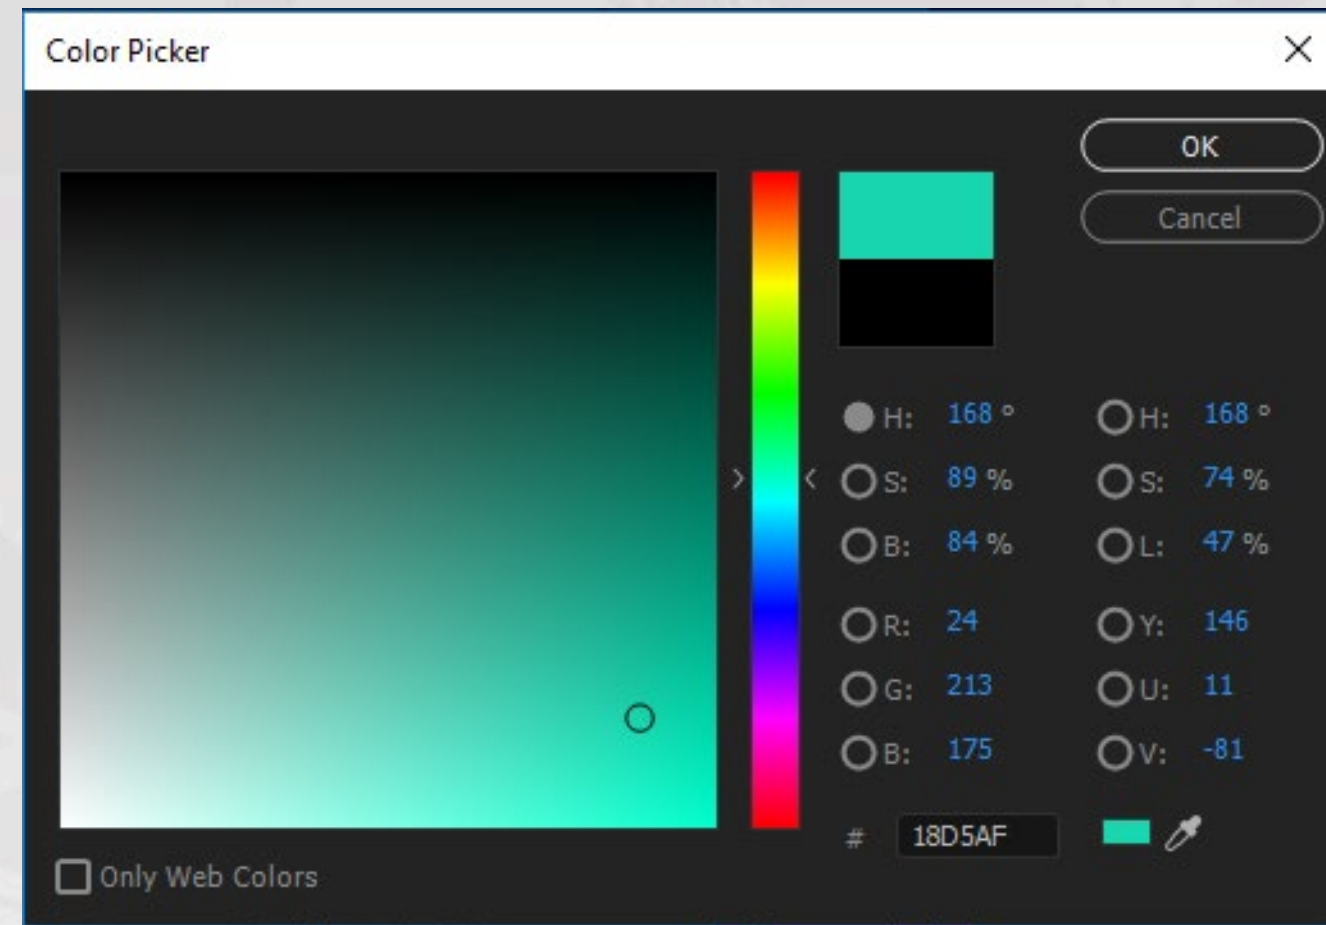 Color Picker
OK
Cancel
H: 168 °
H: 168 °
S: 89 %
S: 74 %
B: 84 %
L: 47 %
R: 24
Y: 146
G: 213
U: 11
B: 175
V: -81
# 18D5AF
Only Web Colors